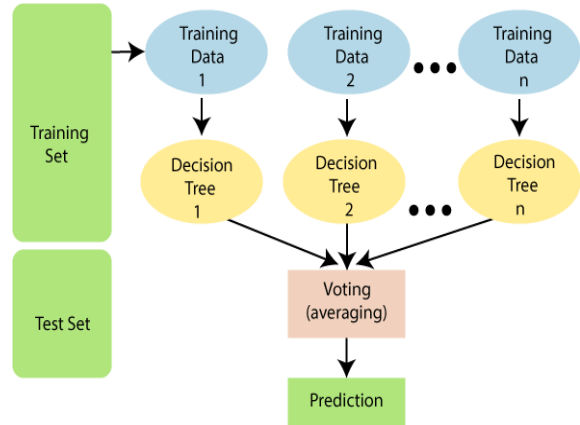 Training
Set
Test Set
Training
Data
1
Training
Data
2
Training
Data
n
Decision
Tree
1
Decision
Tree
2
Decision
Tree
n
Voting
(averaging)
Prediction